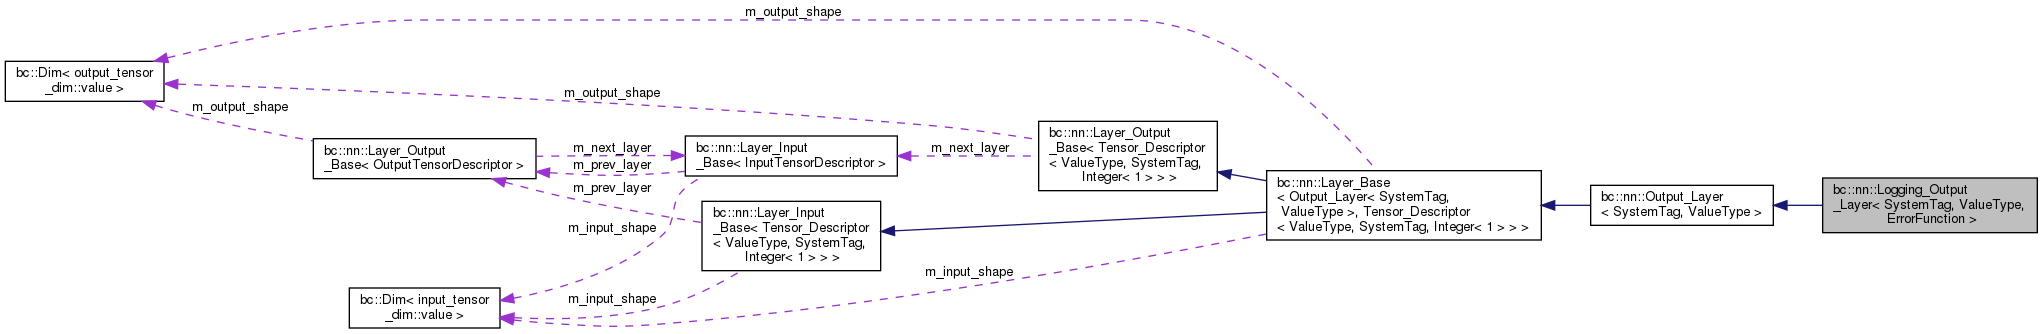 m_output_shape
bc::Dim< output_tensor
_dim::value >
m_output_shape
m_output_shape
bc::nn::Layer_Output
_Base< OutputTensorDescriptor >
m_next_layer
m_prev_layer
m_prev_layer
bc::nn::Layer_Input
_Base< InputTensorDescriptor >
m_next_layer
bc::nn::Layer_Output
_Base< Tensor_Descriptor
< ValueType, SystemTag,
Integer< 1 > > >
bc::nn::Layer_Input
_Base< Tensor_Descriptor
< ValueType, SystemTag,
Integer< 1 > > >
bc::nn::Layer_Base
< Output_Layer< SystemTag,
ValueType >, Tensor_Descriptor
< ValueType, SystemTag, Integer< 1 > > >
bc::nn::Output_Layer
< SystemTag, ValueType >
bc::nn::Logging_Output
_Layer< SystemTag, ValueType,
ErrorFunction >
m_input_shape
m_input_shape
m_input_shape
bc::Dim< input_tensor
_dim::value >